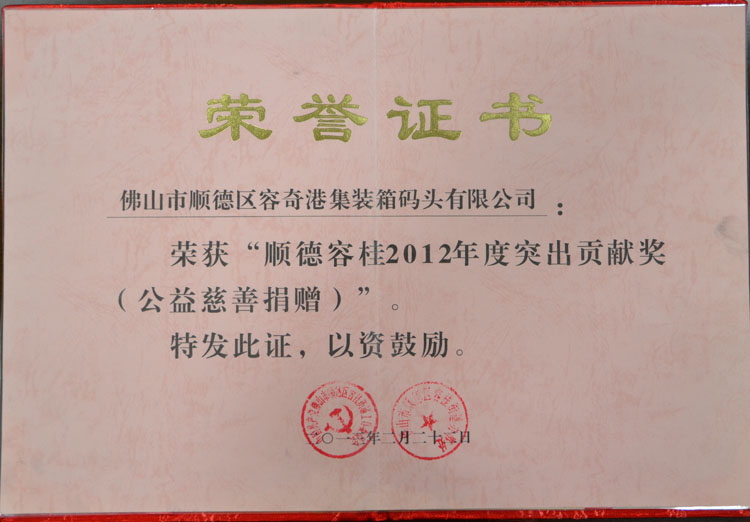 荣誉证书
佛山市顺德区容奇港集装箱码头有限公司：
荣获“顺德容桂2012年度突出贡献奖
（公益慈善捐赠）”。
特发此证，以资鼓励。
年二月二十二日